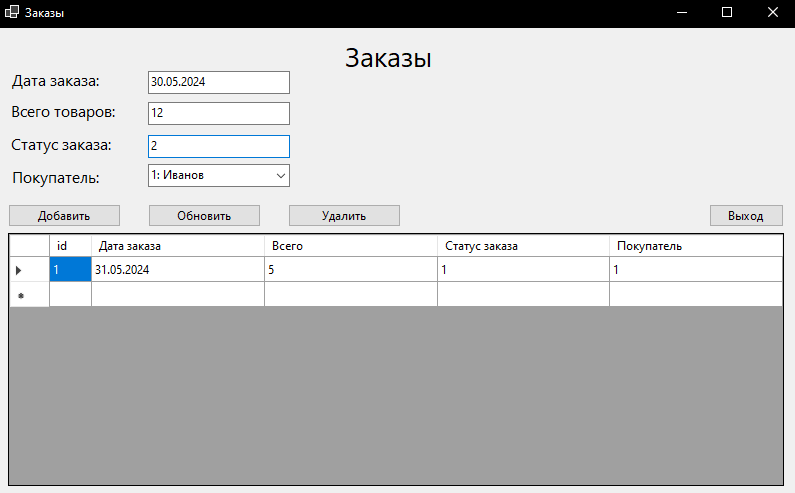 Заказы
Заказы
Дата заказа: 30.05.2024
Всего товаров: 12
Статус заказа: 2
Покупатель: 1: Иванов
Добавить Обновить Удалить Выход
id Дата заказа Всего Статус заказа Покупатель
1 31.05.2024 5 1 1